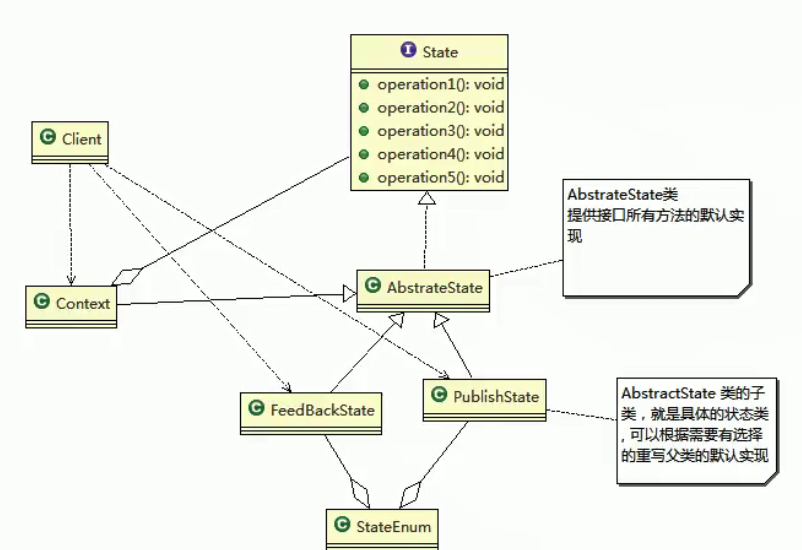 I State
operation1(): void
operation2(): void
operation3(): void
operation4(): void
operation5(): void
C Client
AbstrateState类
提供接口所有方法的默认实
现
C Context
C AbstrateState
C FeedBackState
C PublishState
AbstractState 类的子
类，就是具体的状态类
，可以根据需要有选择
的重写父类的默认实现
C StateEnum